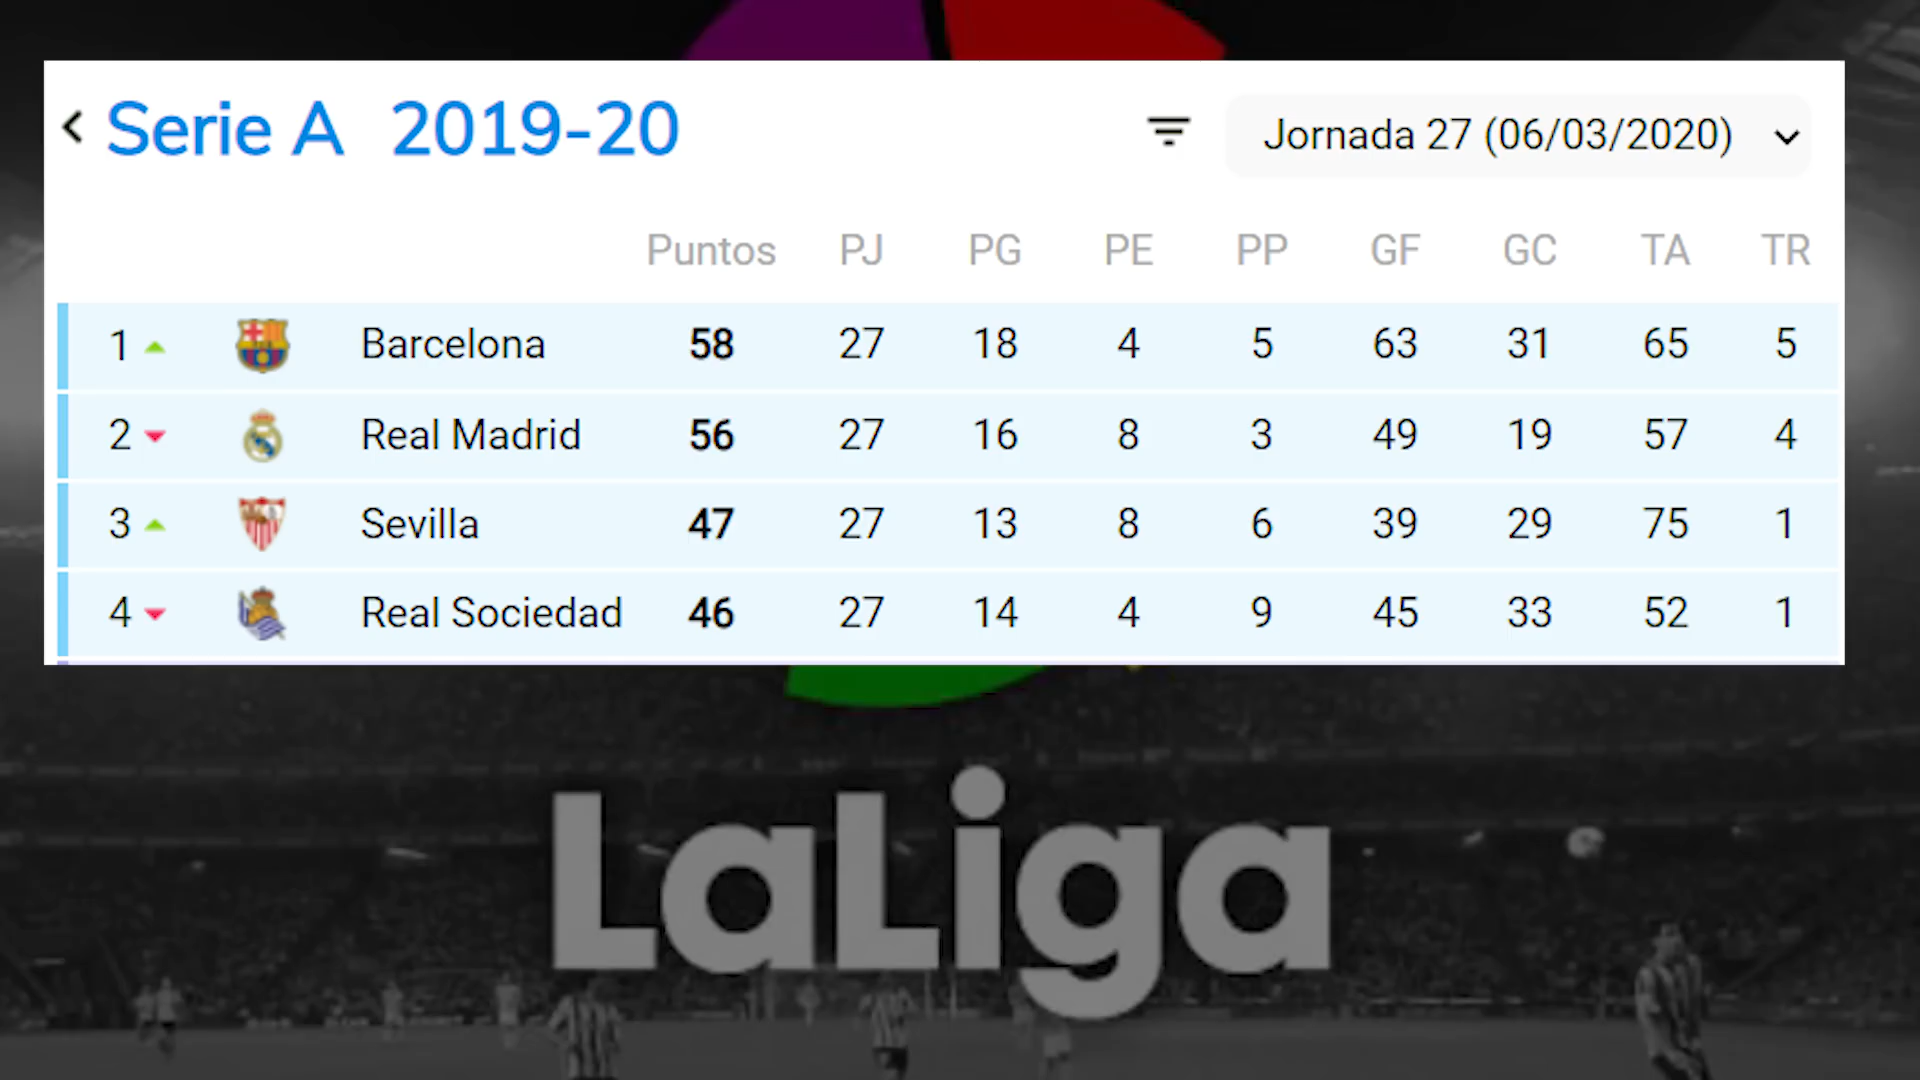 Serie A 2019-20 Jornada 27 (06/03/2020)
Puntos PJ PG PE PP GF GC TA TR
1 Barcelona 58 27 18 4 5 63 31 65 5
2 Real Madrid 56 27 16 8 3 49 19 57 4
3 Sevilla 47 27 13 8 6 39 29 75 1
4 Real Sociedad 46 27 14 4 9 45 33 52 1
LaLiga